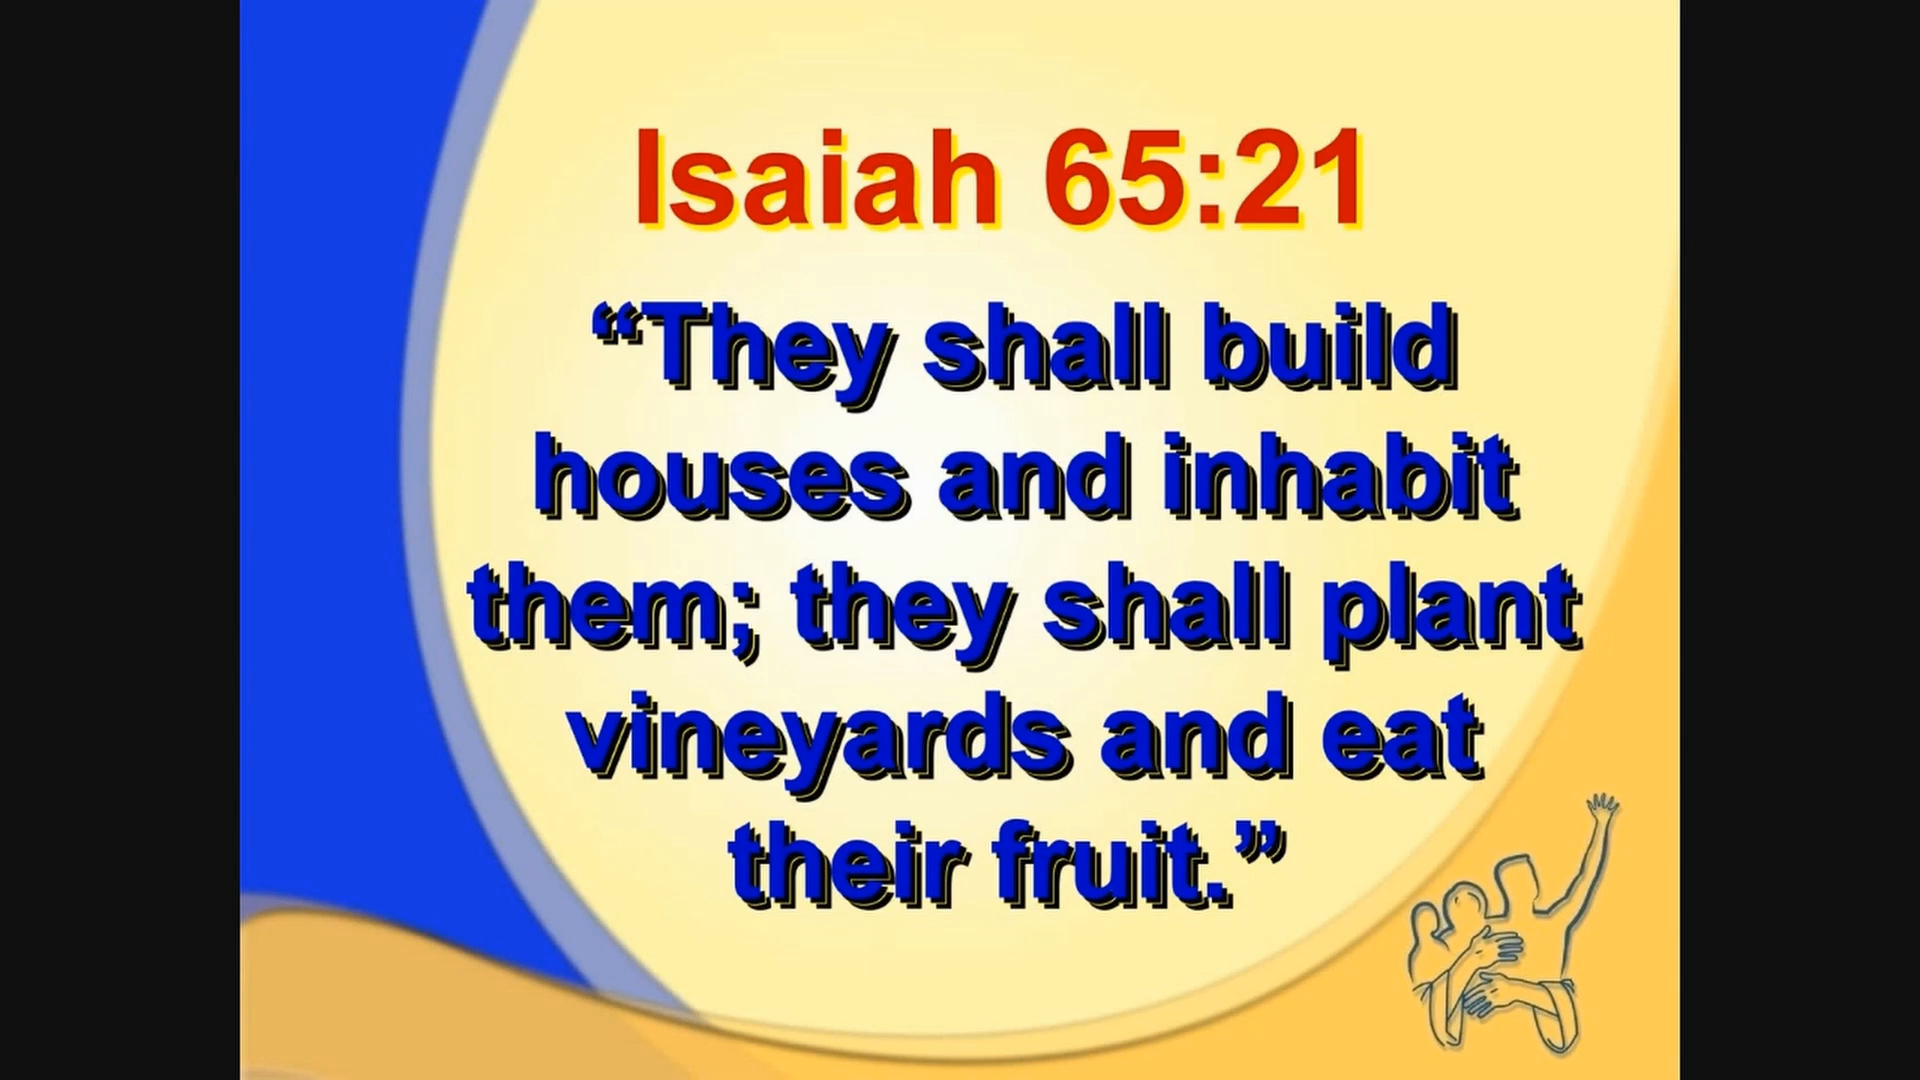 Isaiah 65:21
“They shall build
houses and inhabit
them; they shall plant
vineyards and eat
their fruit.”